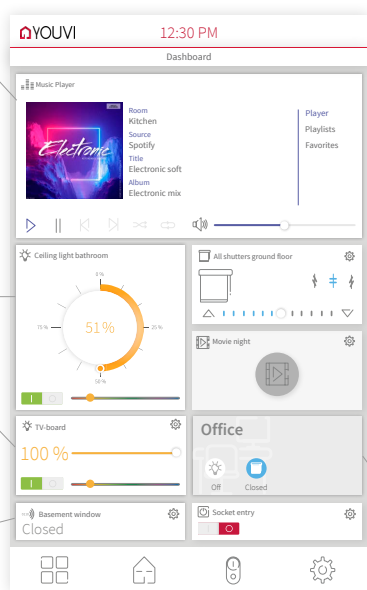 YOUVI
12:30 PM
Dashboard
Music Player
Room
Kitchen
Source
Spotify
Title
Electronic soft
Album
Electronic mix
Player
Playlists
Favorites
Electronic
Ceiling light bathroom
0 %
75 %
51 %
25 %
50 %
All shutters ground floor
Movie night
TV-board
100 %
Office
Off
Closed
Basement window
Closed
Socket entry